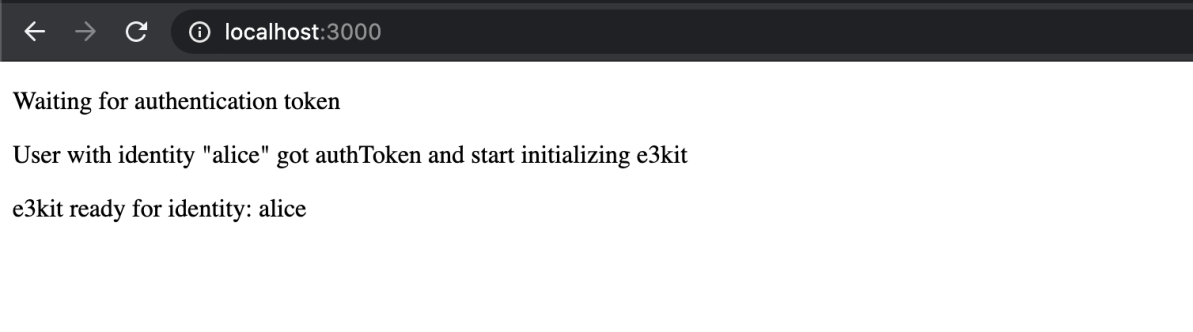 localhost:3000
Waiting for authentication token
User with identity "alice" got authToken and start initializing e3kit
e3kit ready for identity: alice